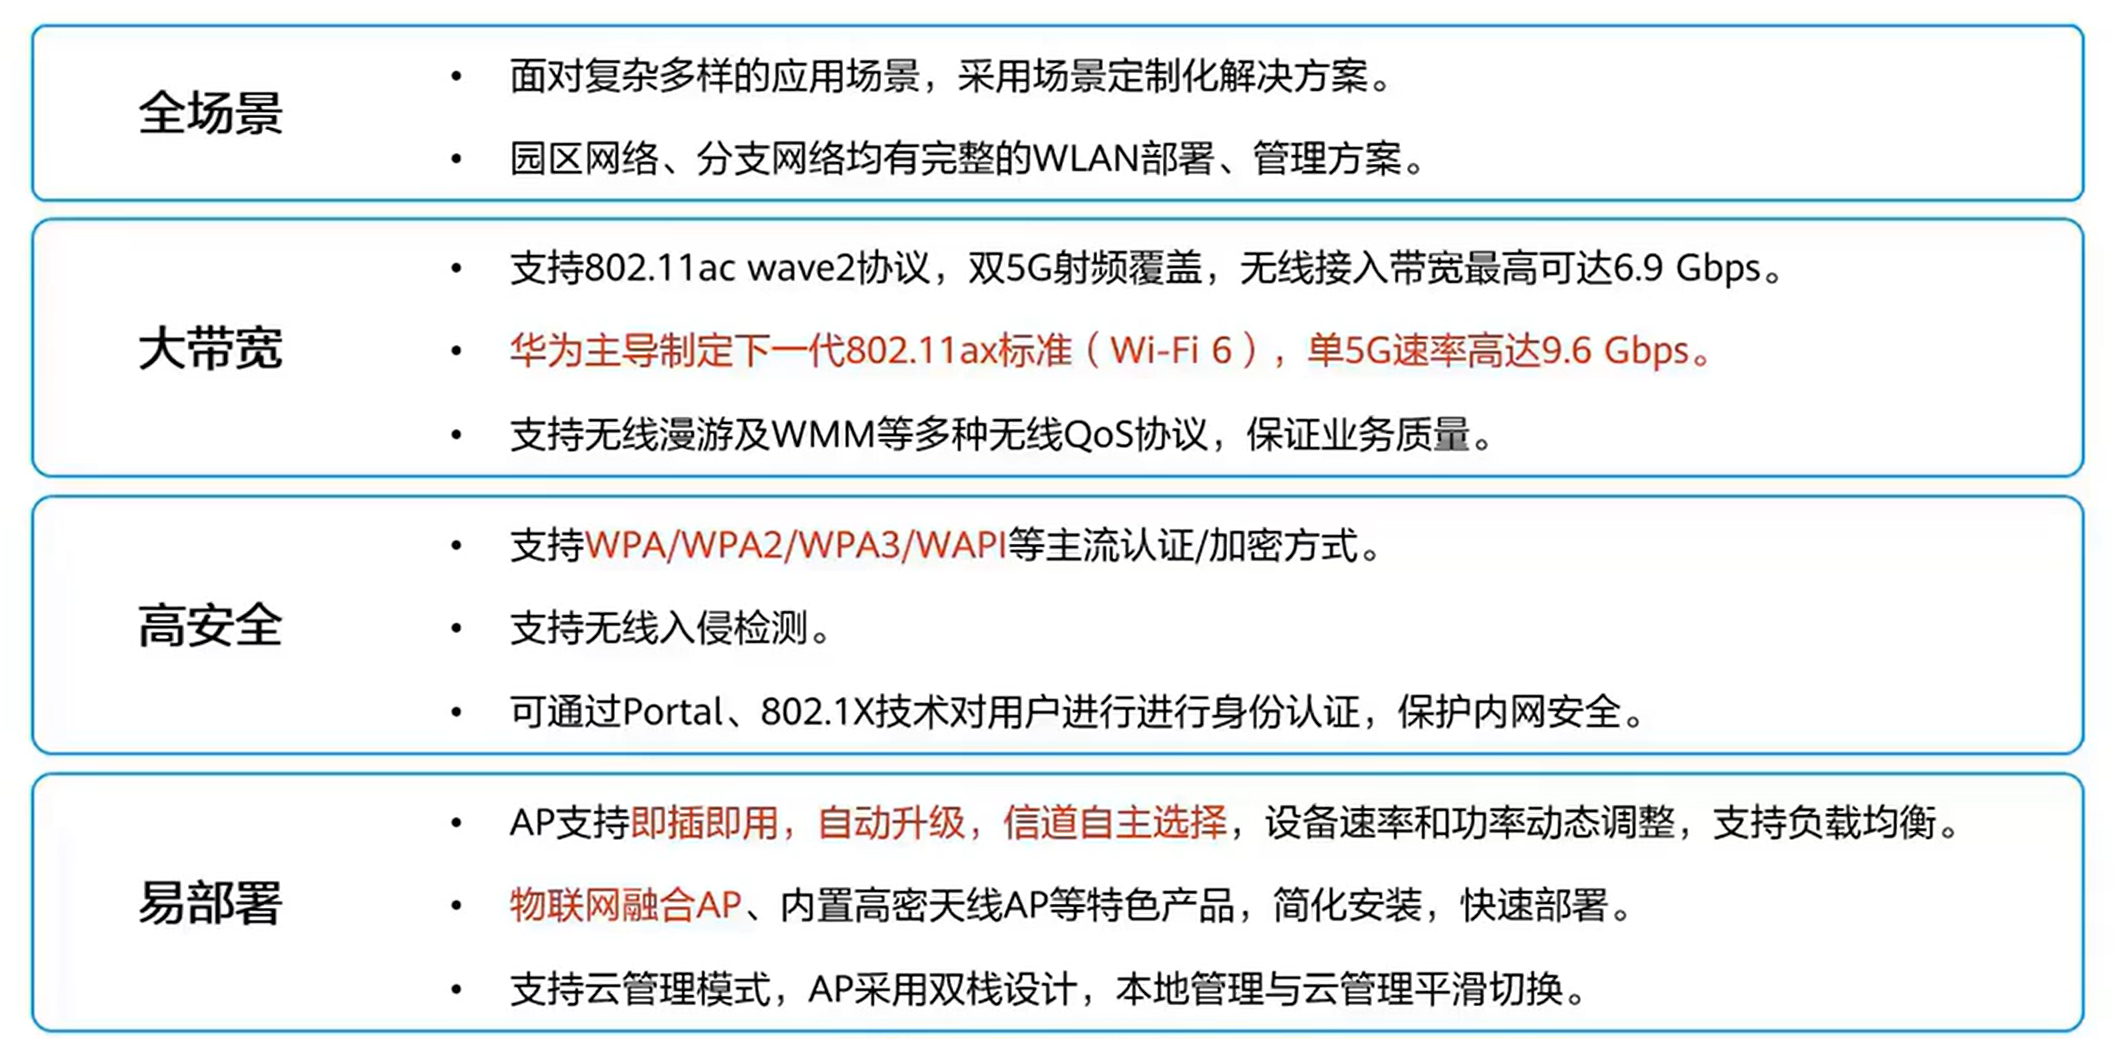 全场景
• 面对复杂多样的应用场景，采用场景定制化解决方案。
• 园区网络、分支网络均有完整的WLAN部署、管理方案。
大带宽
• 支持802.11ac wave2协议，双5G射频覆盖，无线接入带宽最高可达6.9 Gbps。
• 华为主导制定下一代802.11ax标准（Wi-Fi 6），单5G速率高达9.6 Gbps。
• 支持无线漫游及WMM等多种无线QoS协议，保证业务质量。
高安全
• 支持WPA/WPA2/WPA3/WAPI等主流认证/加密方式。
• 支持无线入侵检测。
• 可通过Portal、802.1X技术对用户进行进行身份认证，保护内网安全。
易部署
• AP支持即插即用，自动升级，信道自主选择，设备速率和功率动态调整，支持负载均衡。
• 物联网融合AP、内置高密天线AP等特色产品，简化安装，快速部署。
• 支持云管理模式，AP采用双栈设计，本地管理与云管理平滑切换。